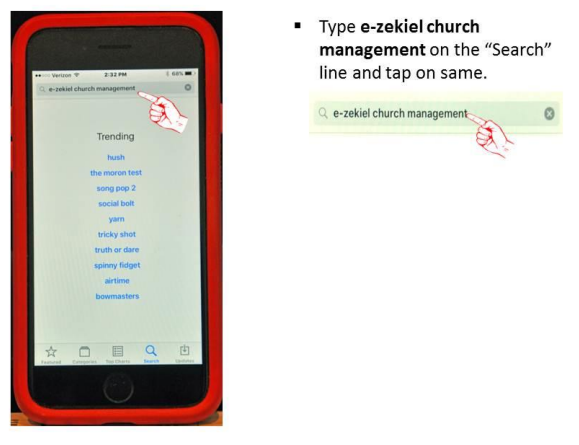 Verizon 2:32 PM 68%
e-zekiel church management
Trending
hush
the moron test
song pop 2
social bolt
yarn
tricky shot
truth or dare
spinny fidget
airtime
bowmasters
Featured Categories Top Charts Search Updates
▪ Type e-zekiel church
management on the “Search”
line and tap on same.
e-zekiel church management